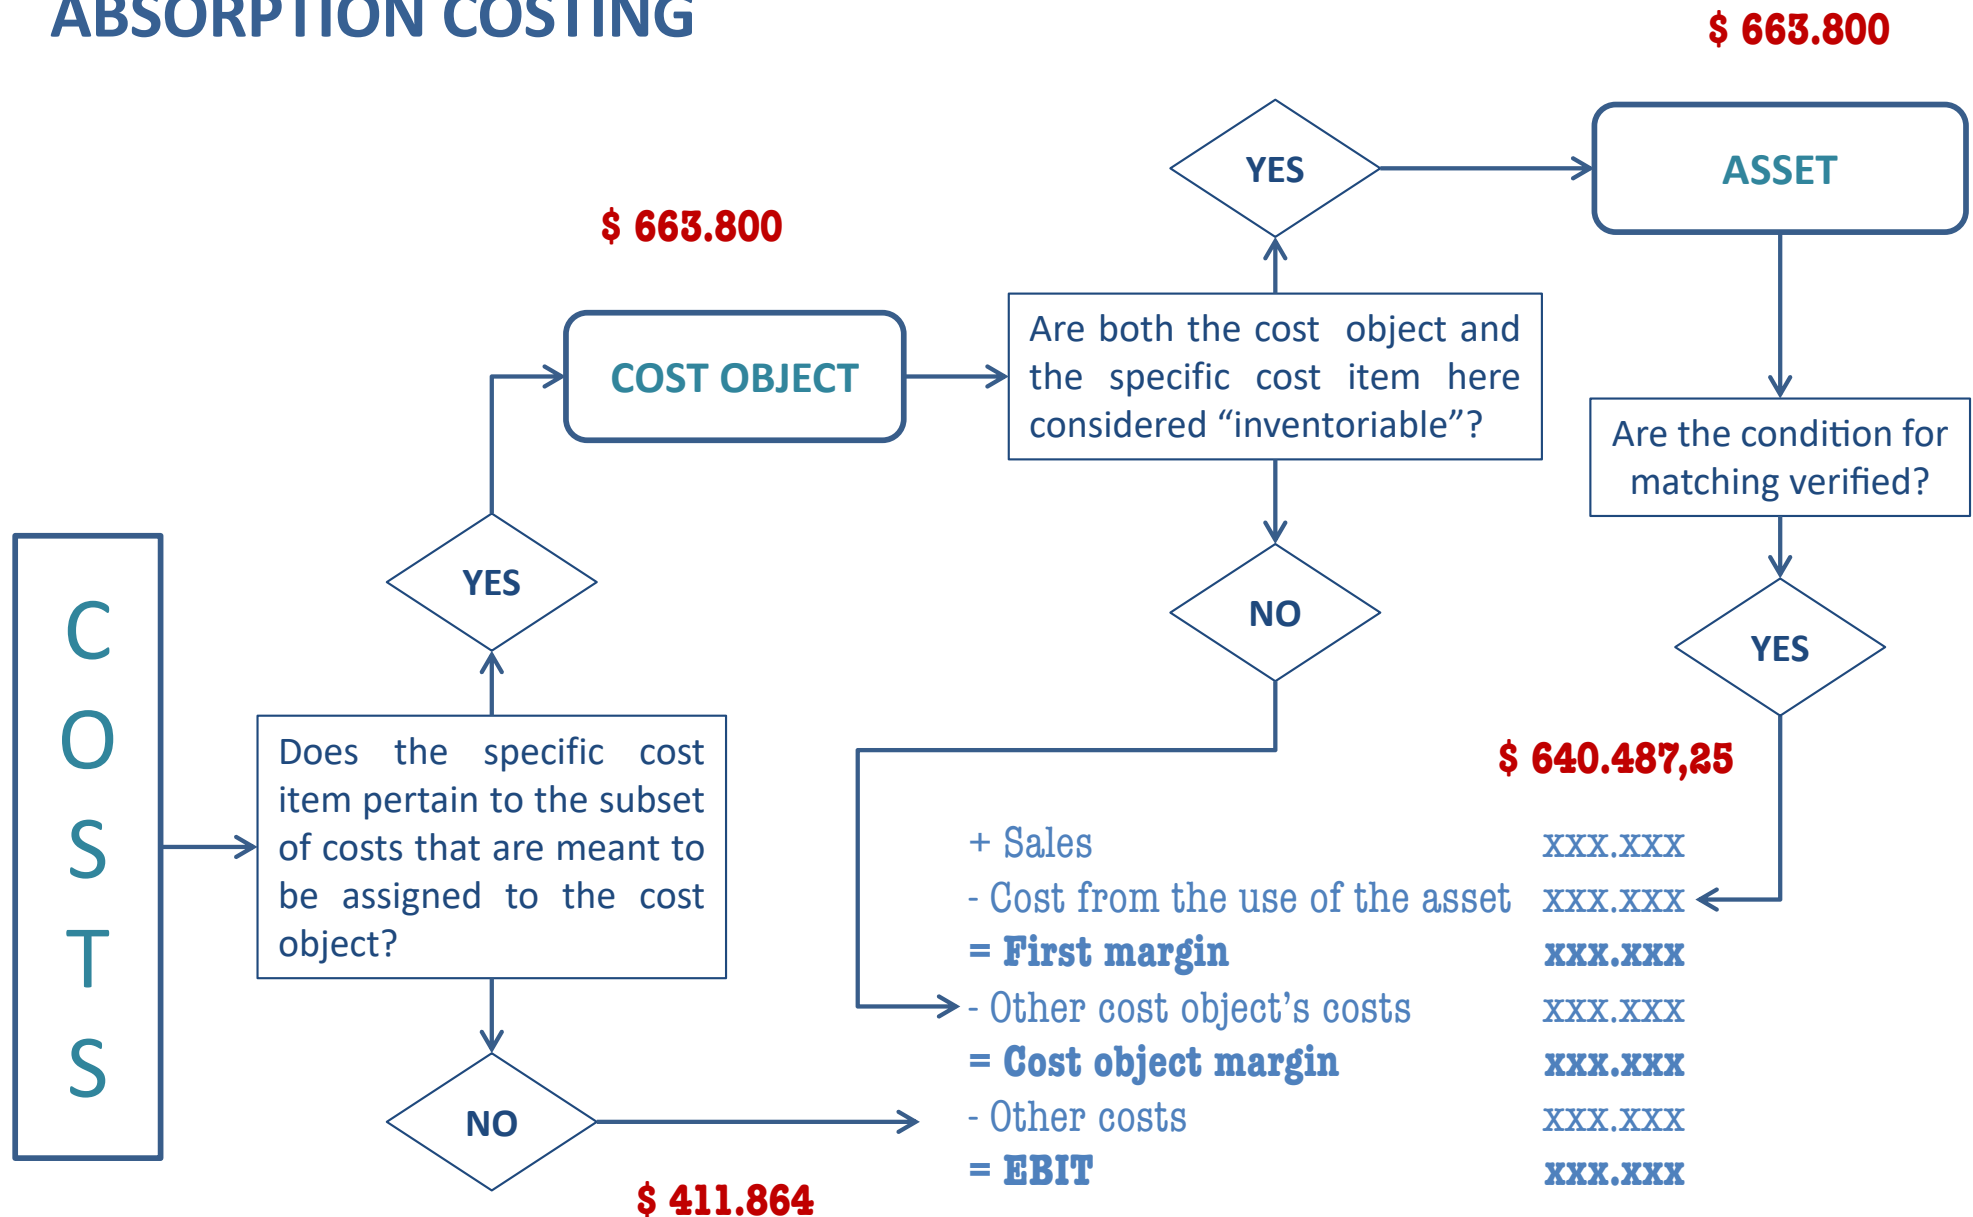 ABSORPTION COSTING
$ 663.800
YES
ASSET
$ 663.800
COST OBJECT
Are both the cost object and
the specific cost item here
considered “inventoriable”?
Are the condition for
matching verified?
YES
NO
YES
C
O
S
T
S
Does the specific cost
item pertain to the subset
of costs that are meant to
be assigned to the cost
object?
$ 640.487,25
+ Sales xxx.xxx
- Cost from the use of the asset xxx.xxx
= First margin xxx.xxx
- Other cost object’s costs xxx.xxx
= Cost object margin xxx.xxx
NO
- Other costs xxx.xxx
= EBIT xxx.xxx
$ 411.864